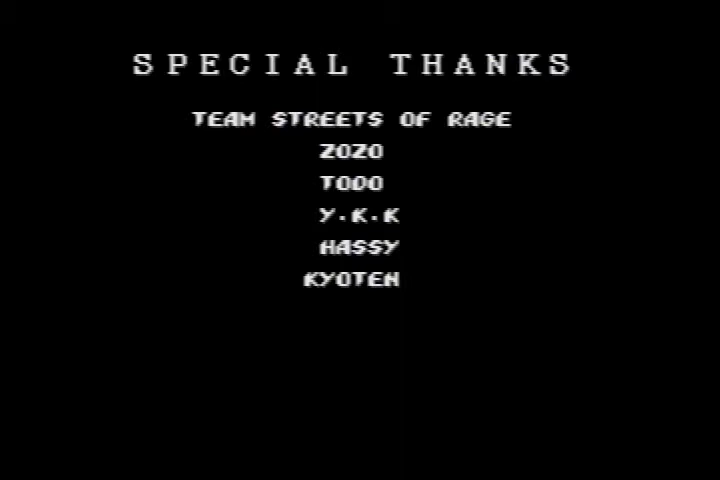 SPECIAL THANKS
TEAM STREETS OF RAGE
ZOZO
TODO
Y.K.K
HASSY
KYOTEN